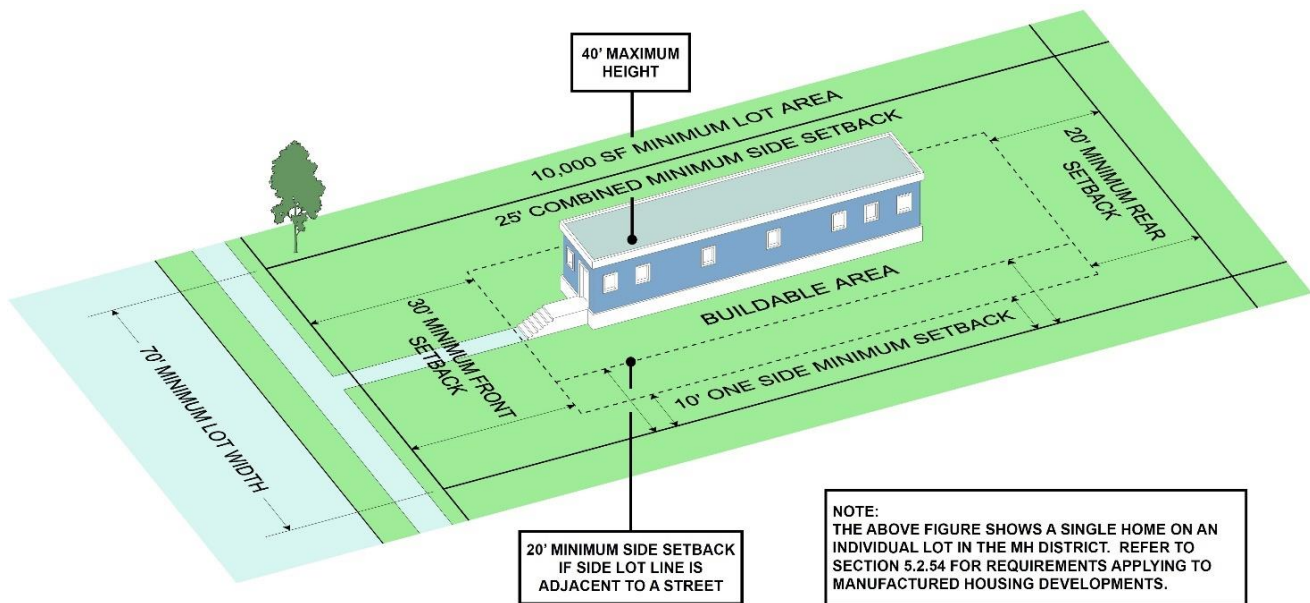 40' MAXIMUM
HEIGHT
10,000 SF MINIMUM LOT AREA
25' COMBINED MINIMUM SIDE SETBACK
20' MINIMUM REAR
SETBACK
BUILDABLE AREA
30' MINIMUM FRONT
SETBACK
10' ONE SIDE MINIMUM SETBACK
70' MINIMUM LOT WIDTH
20' MINIMUM SIDE SETBACK
IF SIDE LOT LINE IS
ADJACENT TO A STREET
NOTE:
THE ABOVE FIGURE SHOWS A SINGLE HOME ON AN
INDIVIDUAL LOT IN THE MH DISTRICT. REFER TO
SECTION 5.2.54 FOR REQUIREMENTS APPLYING TO
MANUFACTURED HOUSING DEVELOPMENTS.